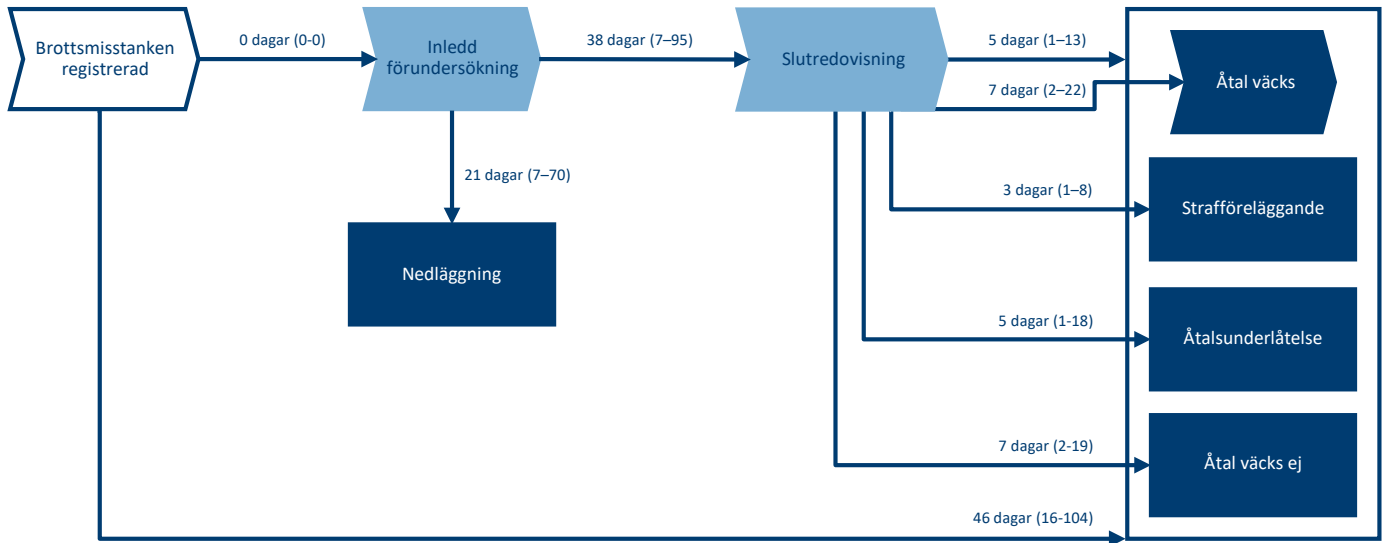 Brottsmisstanken
registrerad
0 dagar (0-0)
Inledd
förundersökning
38 dagar (7–95)
Slutredovisning
5 dagar (1–13)
7 dagar (2–22)
Åtal väcks
21 dagar (7–70)
Nedläggning
3 dagar (1–8)
Strafföreläggande
5 dagar (1-18)
Åtalsunderlåtelse
7 dagar (2-19)
Åtal väcks ej
46 dagar (16-104)